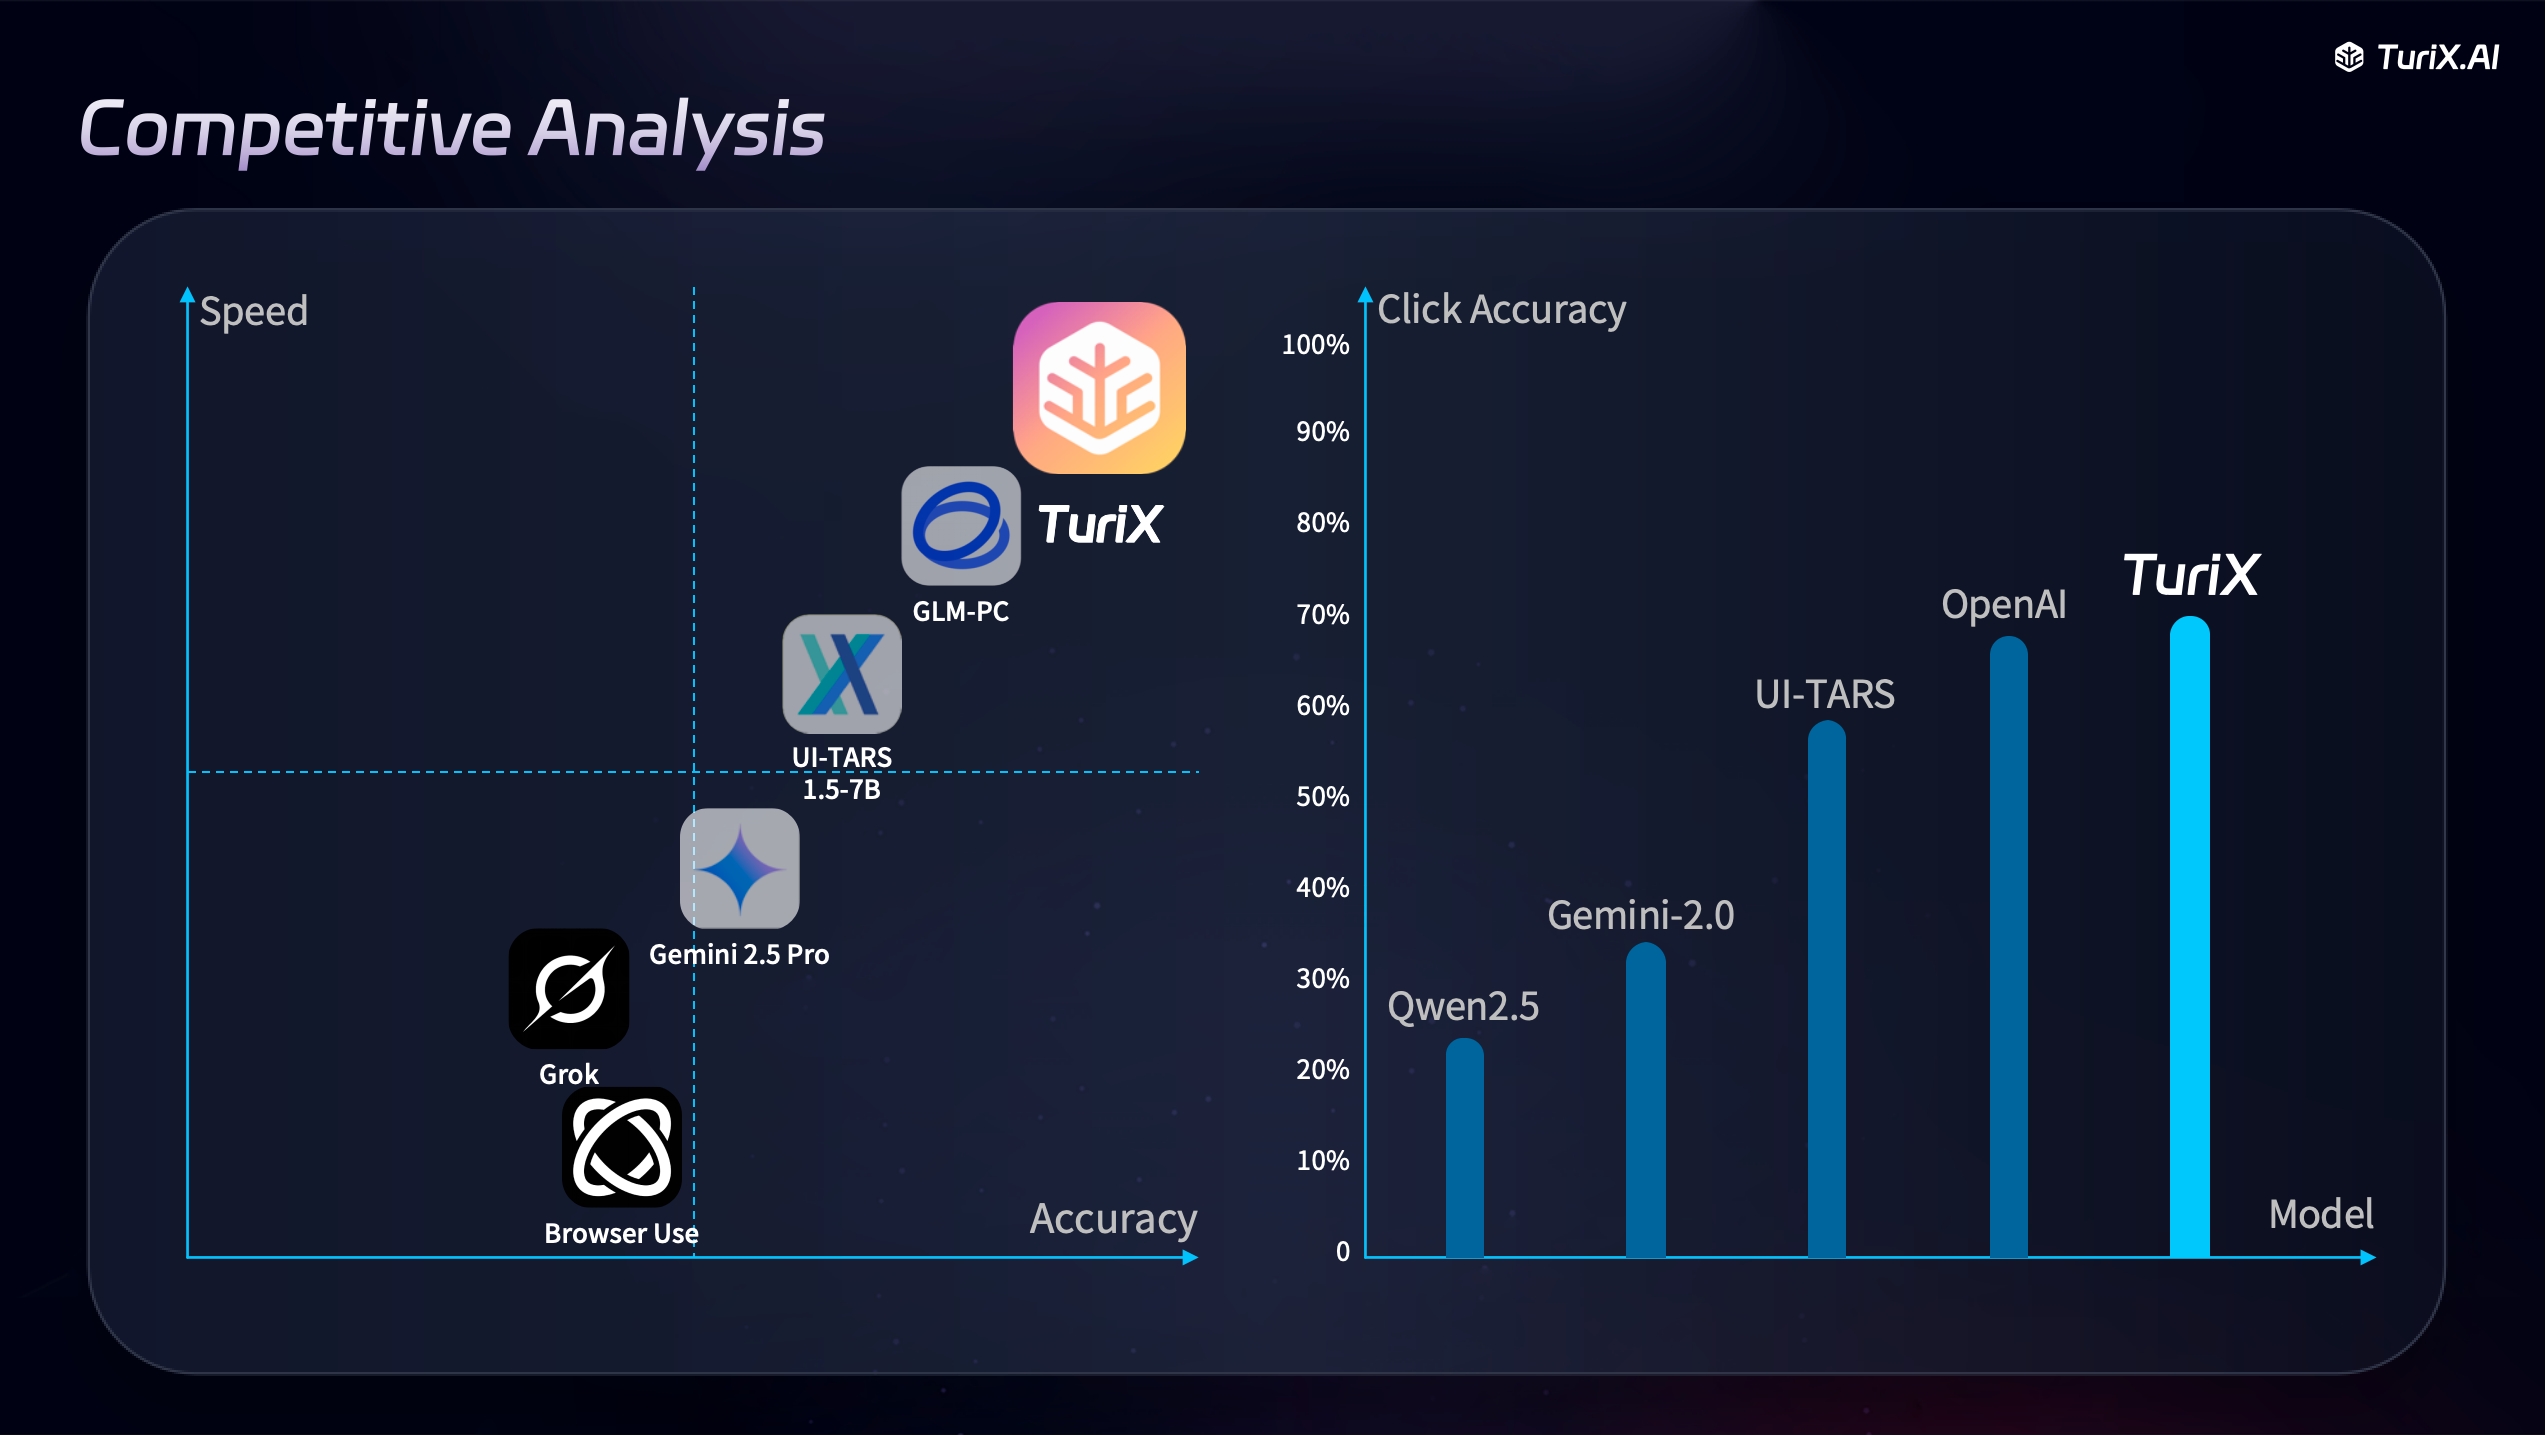 TuriX.AI
Competitive Analysis
Speed
TuriX
GLM-PC
UI-TARS
1.5-7B
Gemini 2.5 Pro
Grok
Browser Use
Accuracy
Click Accuracy
100%
90%
80%
70%
60%
50%
40%
30%
20%
10%
0
Qwen2.5
Gemini-2.0
UI-TARS
OpenAI
TuriX
Model